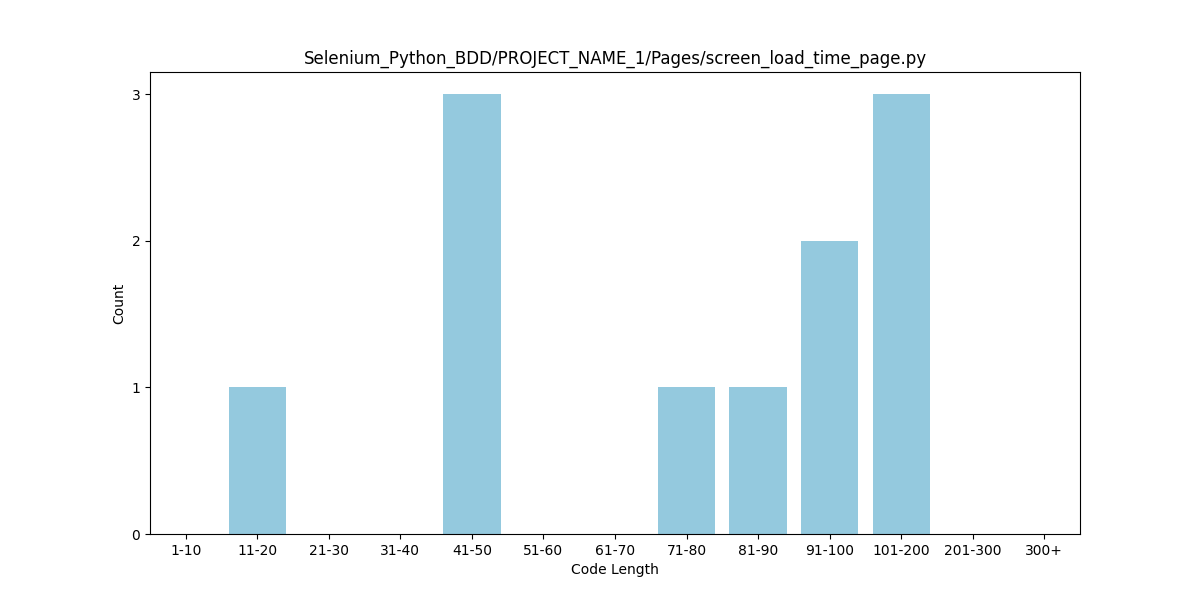 Selenium_Python_BDD/PROJECT_NAME_1/Pages/screen_load_time_page.py
3
2
1
0
Count
1-10 11-20 21-30 31-40 41-50 51-60 61-70 71-80 81-90 91-100 101-200 201-300 300+
Code Length